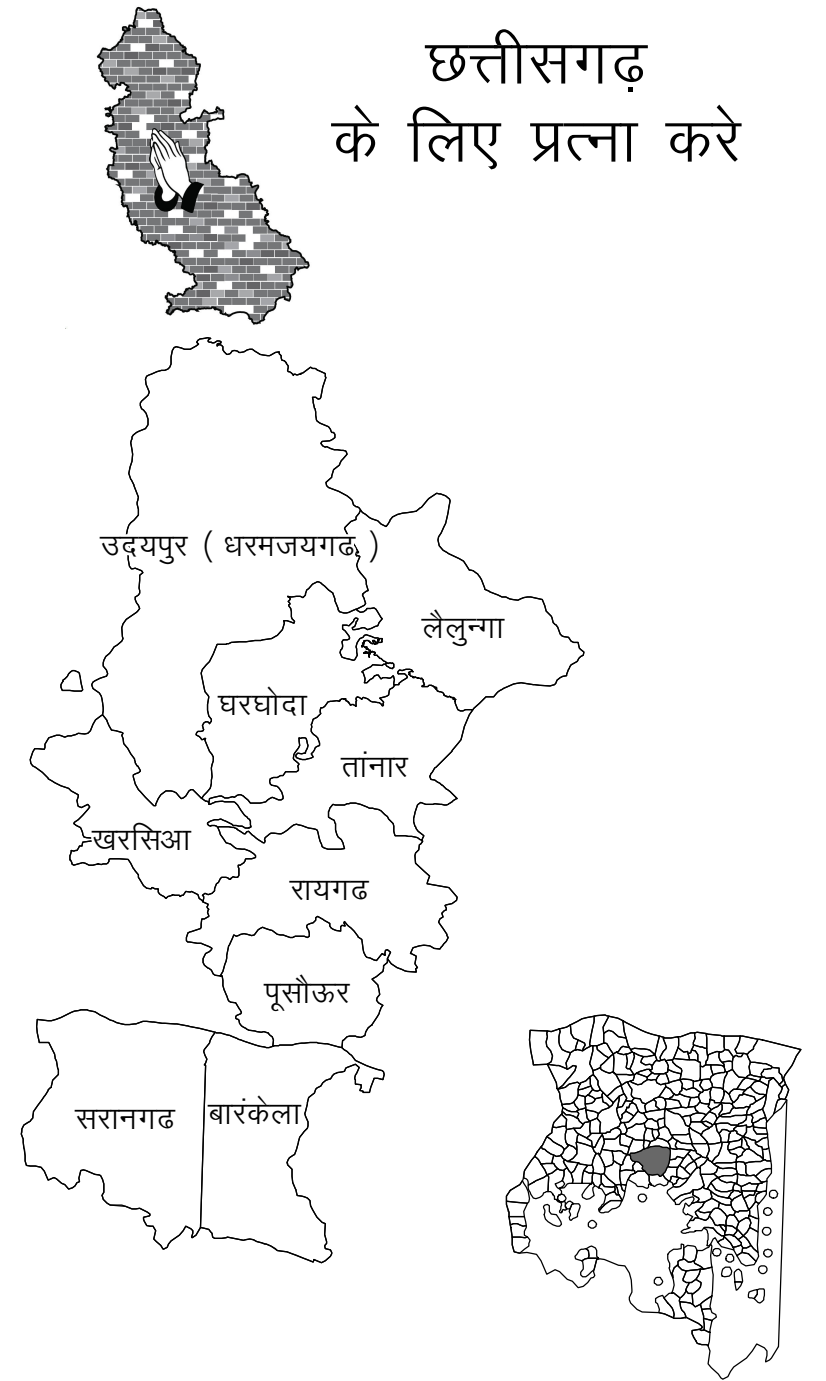 छत्तीसगढ़
के लिए प्रत्ना करे
उदयपुर ( धरमजयगढ )
लैलुन्गा
घरघोदा
तांनार
खरसिआ
रायगढ
पूसौऊर
सरानगढ
बारंकेला